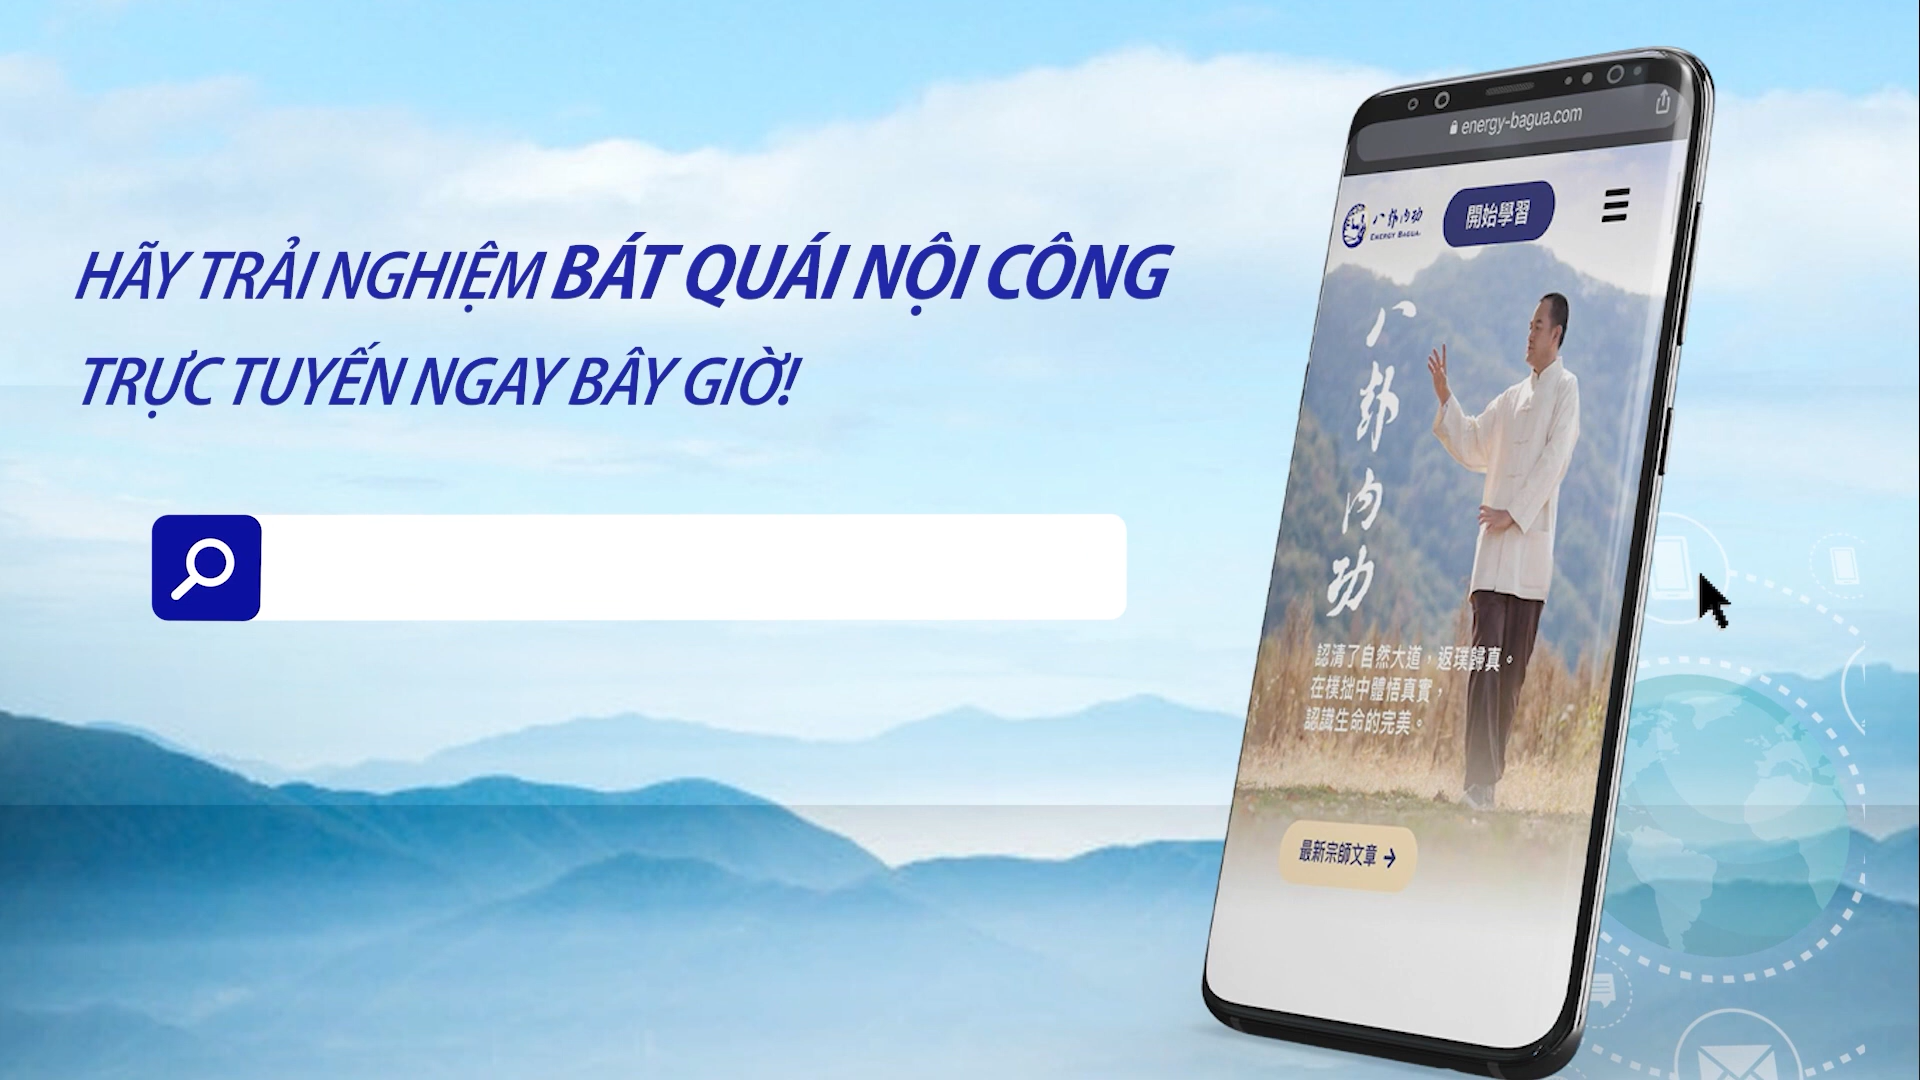 HÃY TRẢI NGHIỆM BÁT QUÁI NỘI CÔNG
TRỰC TUYẾN NGAY BÂY GIỜ!
energy-bagua.com
八卦內功
ENERGY BAGUA
開始學習
八卦內功
認清了自然大道，返璞歸真。
在樸拙中體悟真實，
認識生命的完美。
最新宗師文章 →